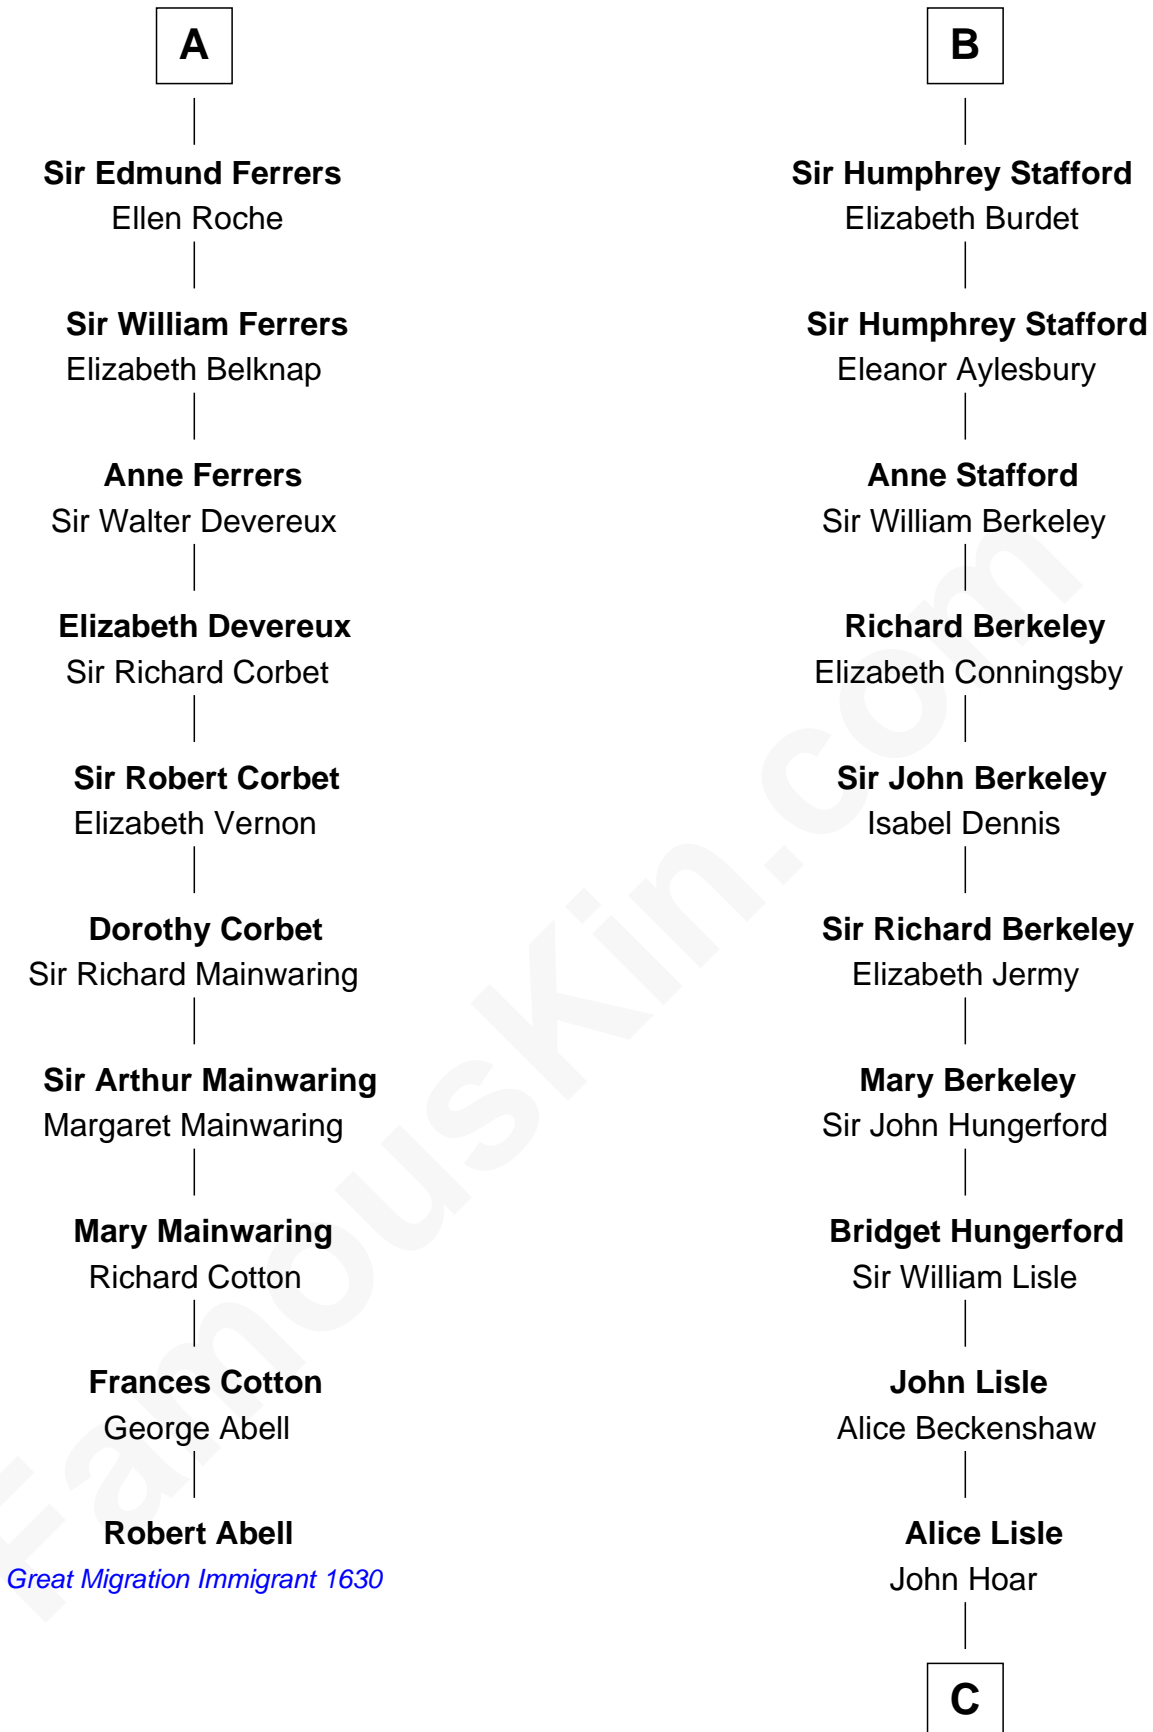 A
Sir Edmund Ferrers
Ellen Roche
Sir William Ferrers
Elizabeth Belknap
Anne Ferrers
Sir Walter Devereux
Elizabeth Devereux
Sir Richard Corbet
Sir Robert Corbet
Elizabeth Vernon
Dorothy Corbet
Sir Richard Mainwaring
Sir Arthur Mainwaring
Margaret Mainwaring
Mary Mainwaring
Richard Cotton
Frances Cotton
George Abell
Robert Abell
Great Migration Immigrant 1630
B
Sir Humphrey Stafford
Elizabeth Burdet
Sir Humphrey Stafford
Eleanor Aylesbury
Anne Stafford
Sir William Berkeley
Richard Berkeley
Elizabeth Conningsby
Sir John Berkeley
Isabel Dennis
Sir Richard Berkeley
Elizabeth Jermy
Mary Berkeley
Sir John Hungerford
Bridget Hungerford
Sir William Lisle
John Lisle
Alice Beckenshaw
Alice Lisle
John Hoar
C
FamousKin.com